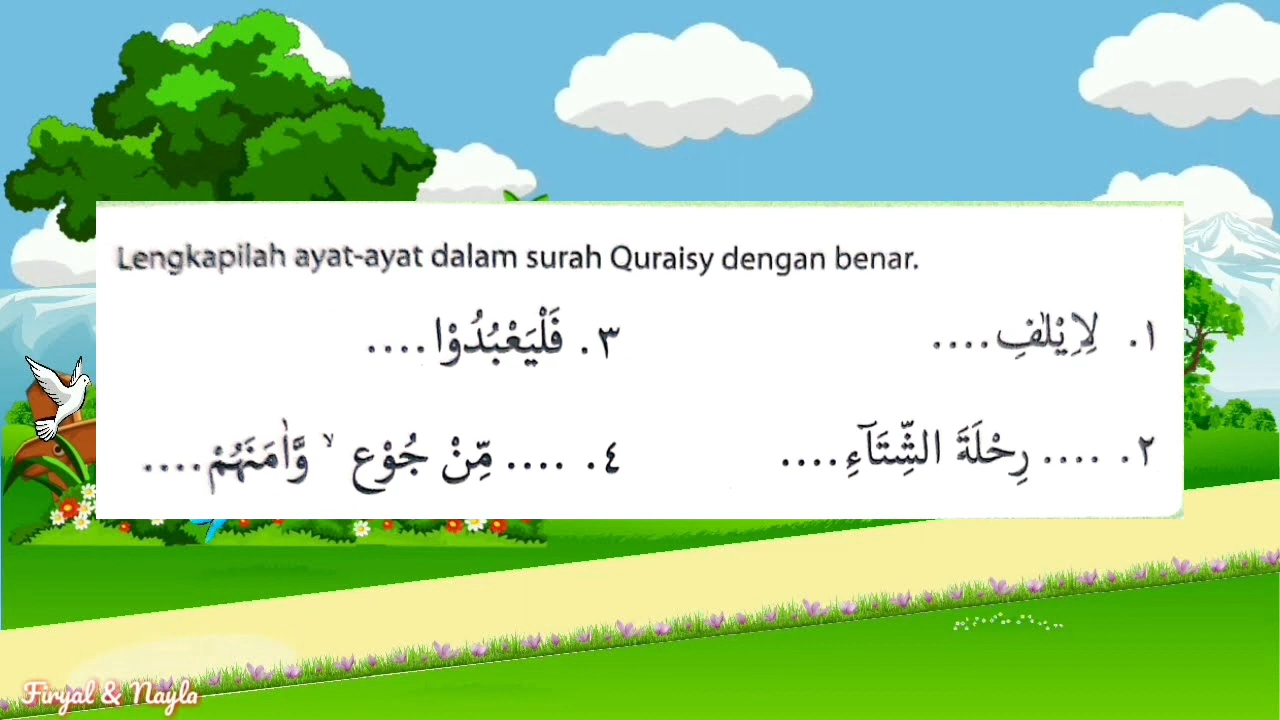 Lengkapilah ayat-ayat dalam surah Quraisy dengan benar.
١. لِاِيْلٰفِ....
٣. فَلْيَعْبُدُوْا....
٢. .... رِحْلَةَ الشِّتَاۤءِ....
٤. .... مِّنْ جُوْعٍ ۙ وَّاٰمَنَهُمْ....
Firyal & Nayla